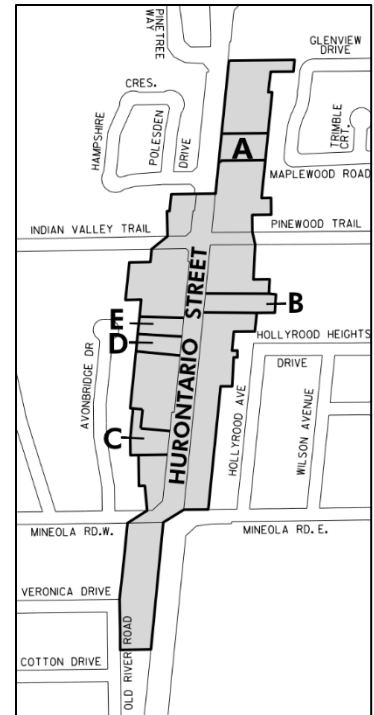 PINETREE
WAY
GLENVIEW
DRIVE
CRES.
HAMPSHIRE
POLESDEN
DRIVE
TRIMBLE
CRT.
A
MAPLEWOOD ROAD
INDIAN VALLEY TRAIL
PINEWOOD TRAIL
HURONTARIO STREET
B
E
D
HOLLYROOD HEIGHTS
DRIVE
AVONBRIDGE DR
C
HOLLYROOD AVE
WILSON AVENUE
MINEOLA RD.W.
MINEOLA RD. E.
VERONICA DRIVE
COTTON DRIVE
OLD RIVER ROAD